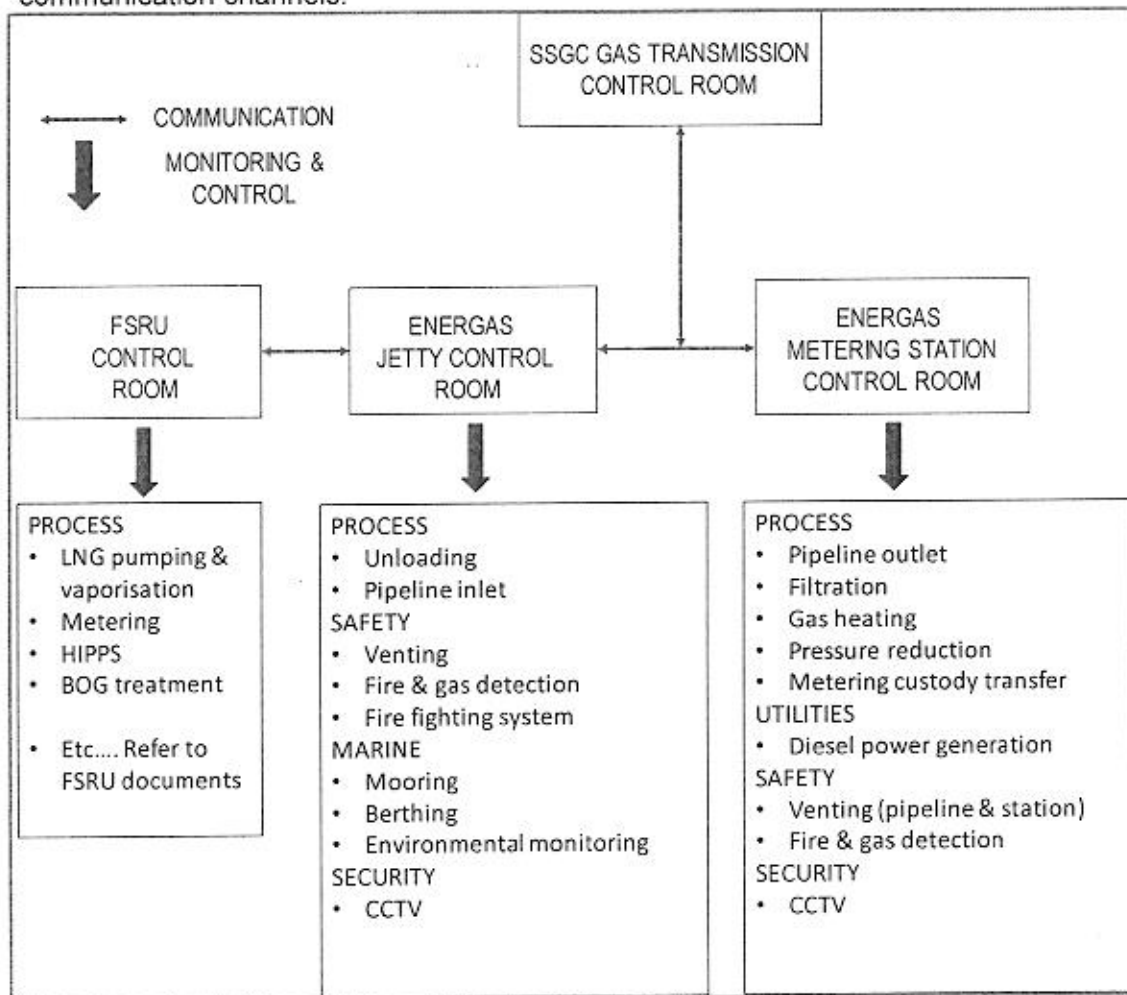 communication channels.
SSGC GAS TRANSMISSION
CONTROL ROOM
COMMUNICATION
MONITORING &
CONTROL
FSRU
CONTROL
ROOM
ENERGAS
JETTY CONTROL
ROOM
ENERGAS
METERING STATION
CONTROL ROOM
PROCESS
• LNG pumping &
vaporisation
• Metering
• HIPPS
• BOG treatment
• Etc.... Refer to
FSRU documents
PROCESS
• Unloading
• Pipeline inlet
SAFETY
• Venting
• Fire & gas detection
• Fire fighting system
MARINE
• Mooring
• Berthing
• Environmental monitoring
SECURITY
• CCTV
PROCESS
• Pipeline outlet
• Filtration
• Gas heating
• Pressure reduction
• Metering custody transfer
UTILITIES
• Diesel power generation
SAFETY
• Venting (pipeline & station)
• Fire & gas detection
SECURITY
• CCTV